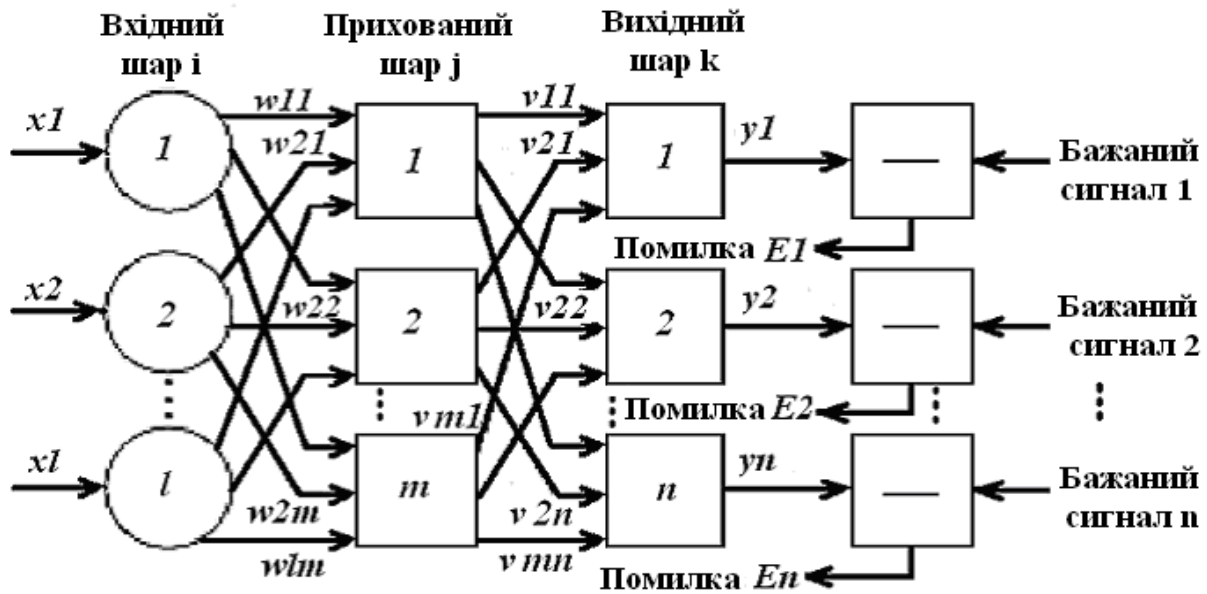 Вхідний
шар i
Прихований
шар j
Вихідний
шар k
x1
1
w11
w21
1
v11
v21
1
y1
—
Бажаний
сигнал 1
Помилка E1
x2
2
w22
2
v22
2
y2
—
Бажаний
сигнал 2
Помилка E2
v m1
xl
l
w2m
wlm
m
v 2n
v mn
n
yn
—
Бажаний
сигнал n
Помилка En